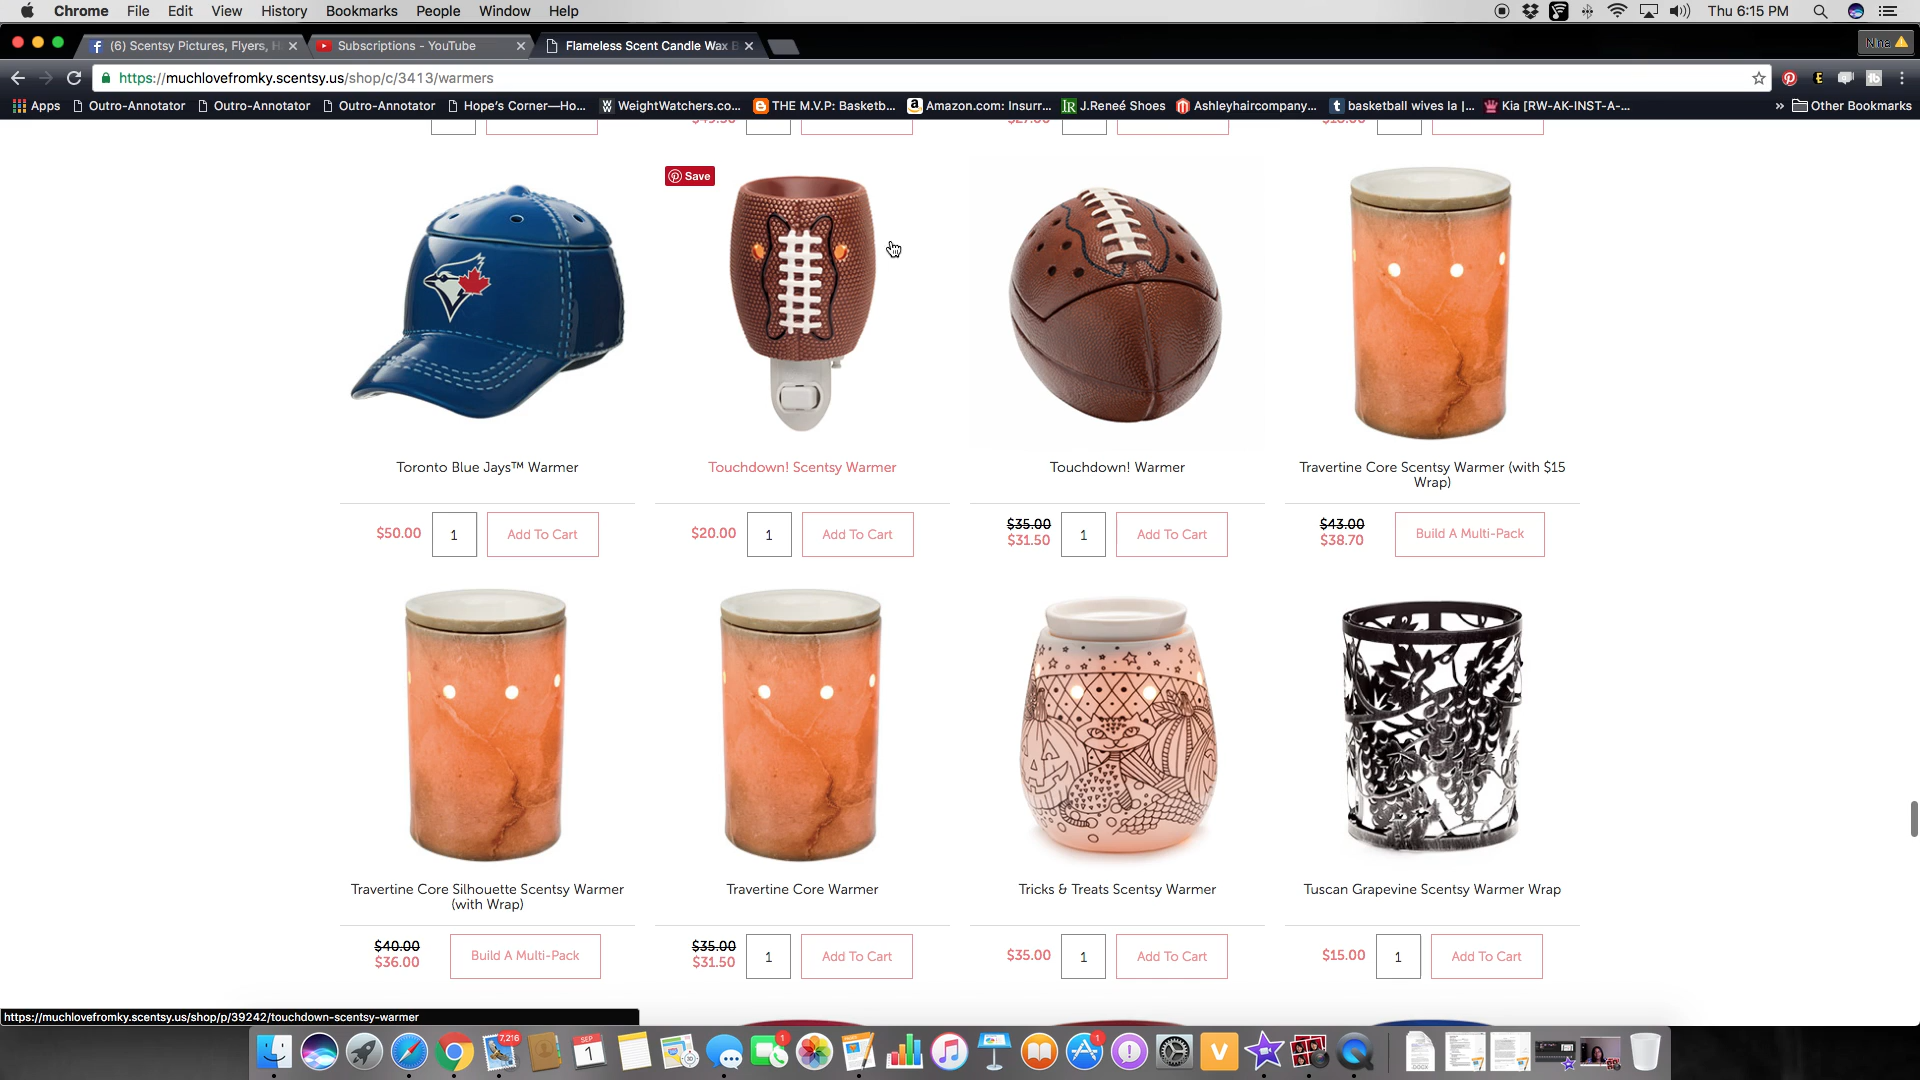 Chrome File Edit View History Bookmarks People Window Help Thu 6:15 PM
(6) Scentsy Pictures, Flyers, H
Subscriptions - YouTube
Flameless Scent Candle Wax B
Nina
https://muchlovefromky.scentsy.us/shop/c/3413/warmers
Apps Outro-Annotator Outro-Annotator Outro-Annotator Hope's Corner—Ho... WeightWatchers.co... THE M.V.P: Basketb... Amazon.com: Insurr... J.Reneé Shoes Ashleyhaircompany... basketball wives la |... Kia [RW-AK-INST-A-... » Other Bookmarks
Save
Toronto Blue Jays™ Warmer
Touchdown! Scentsy Warmer
Touchdown! Warmer
Travertine Core Scentsy Warmer (with $15
Wrap)
$50.00 1 Add To Cart
$20.00 1 Add To Cart
$35.00
$31.50 1 Add To Cart
$43.00
$38.70 Build A Multi-Pack
Travertine Core Silhouette Scentsy Warmer
(with Wrap)
Travertine Core Warmer
Tricks & Treats Scentsy Warmer
Tuscan Grapevine Scentsy Warmer Wrap
$40.00
$36.00 Build A Multi-Pack
$35.00
$31.50 1 Add To Cart
$35.00 1 Add To Cart
$15.00 1 Add To Cart
https://muchlovefromky.scentsy.us/shop/p/39242/touchdown-scentsy-warmer
7,216
SEP
1
1
1